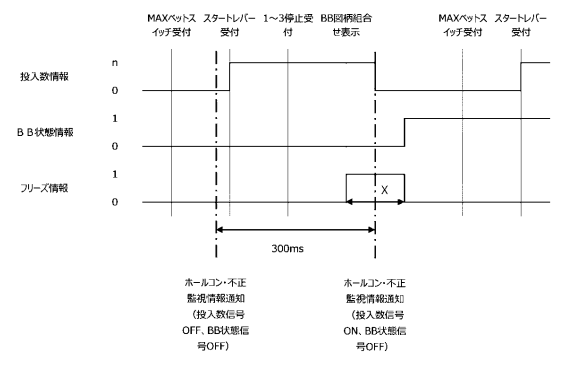 MAXベットス
イッチ受付
スタートレバー
受付
1～3停止受
付
BB図柄組合
せ表示
MAXベットス
イッチ受付
スタートレバー
受付
投入数情報
n
0
ＢＢ状態情報
1
0
フリーズ情報
1
0
X
300ms
ホールコン・不正
監視情報通知
（投入数信号
OFF、BB状態信
号OFF）
ホールコン・不正
監視情報通知
（投入数信号
ON、BB状態信
号OFF）